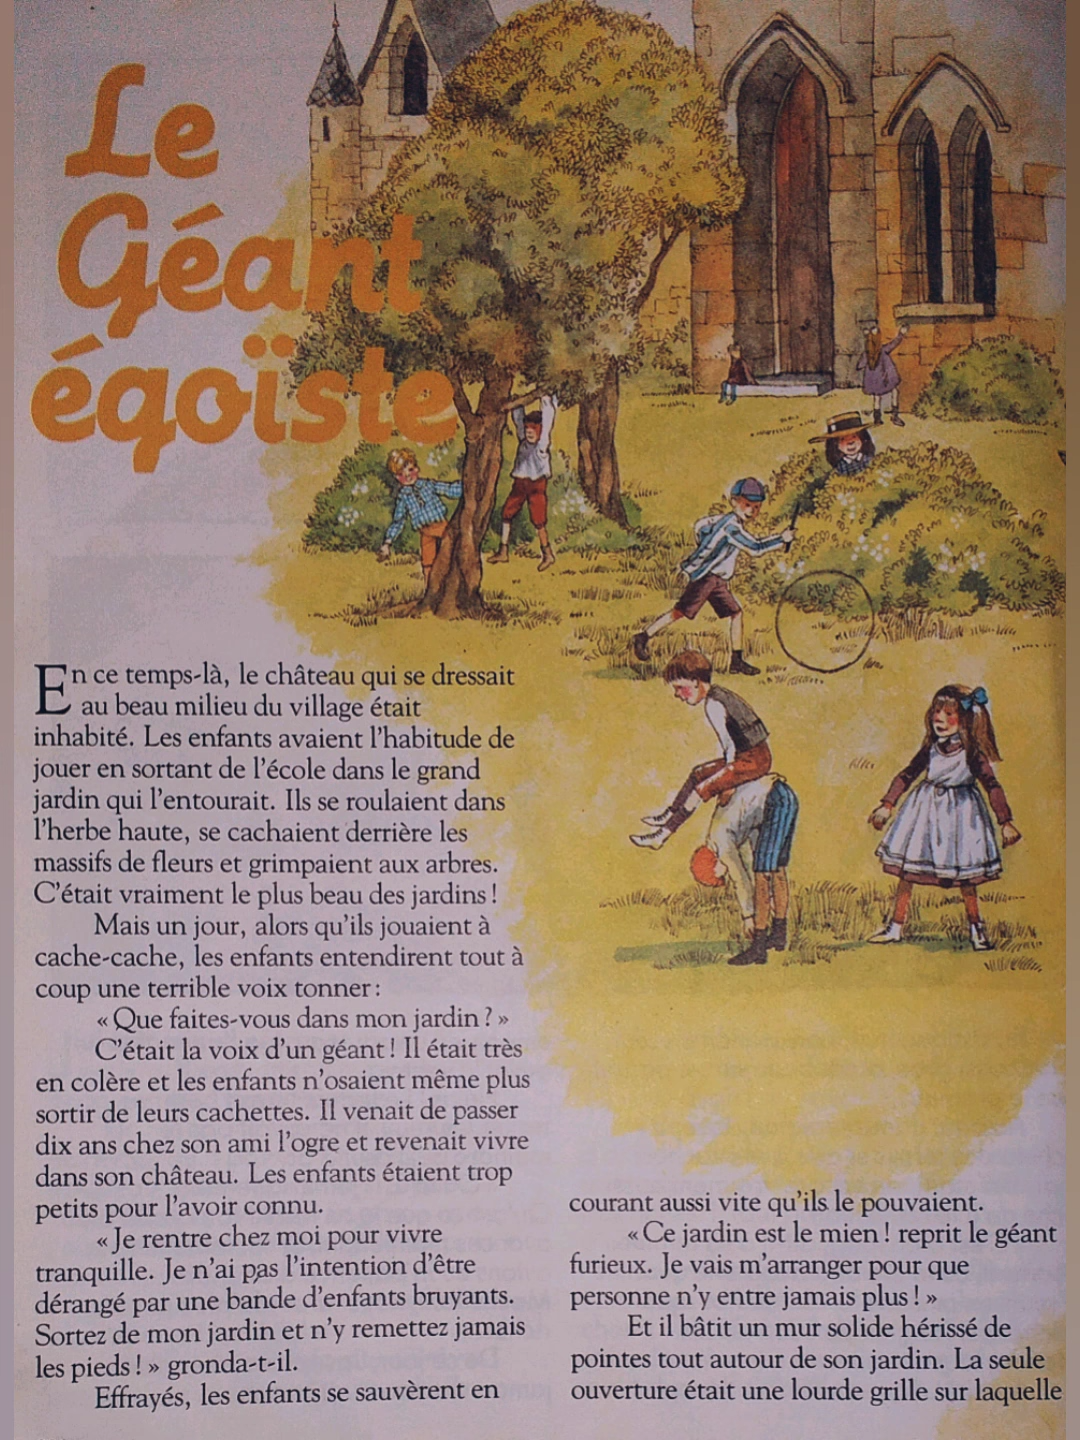 Le
Géant
égoïste
En ce temps-là, le château qui se dressait
au beau milieu du village était
inhabité. Les enfants avaient l'habitude de
jouer en sortant de l'école dans le grand
jardin qui l'entourait. Ils se roulaient dans
l'herbe haute, se cachaient derrière les
massifs de fleurs et grimpaient aux arbres.
C'était vraiment le plus beau des jardins !
Mais un jour, alors qu'ils jouaient à
cache-cache, les enfants entendirent tout à
coup une terrible voix tonner :
« Que faites-vous dans mon jardin ? »
C'était la voix d'un géant ! Il était très
en colère et les enfants n'osaient même plus
sortir de leurs cachettes. Il venait de passer
dix ans chez son ami l'ogre et revenait vivre
dans son château. Les enfants étaient trop
petits pour l'avoir connu.
« Je rentre chez moi pour vivre
tranquille. Je n'ai pas l'intention d'être
dérangé par une bande d'enfants bruyants.
Sortez de mon jardin et n'y remettez jamais
les pieds ! » gronda-t-il.
Effrayés, les enfants se sauvèrent en
courant aussi vite qu'ils le pouvaient.
« Ce jardin est le mien ! reprit le géant
furieux. Je vais m'arranger pour que
personne n'y entre jamais plus ! »
Et il bâtit un mur solide hérissé de
pointes tout autour de son jardin. La seule
ouverture était une lourde grille sur laquelle